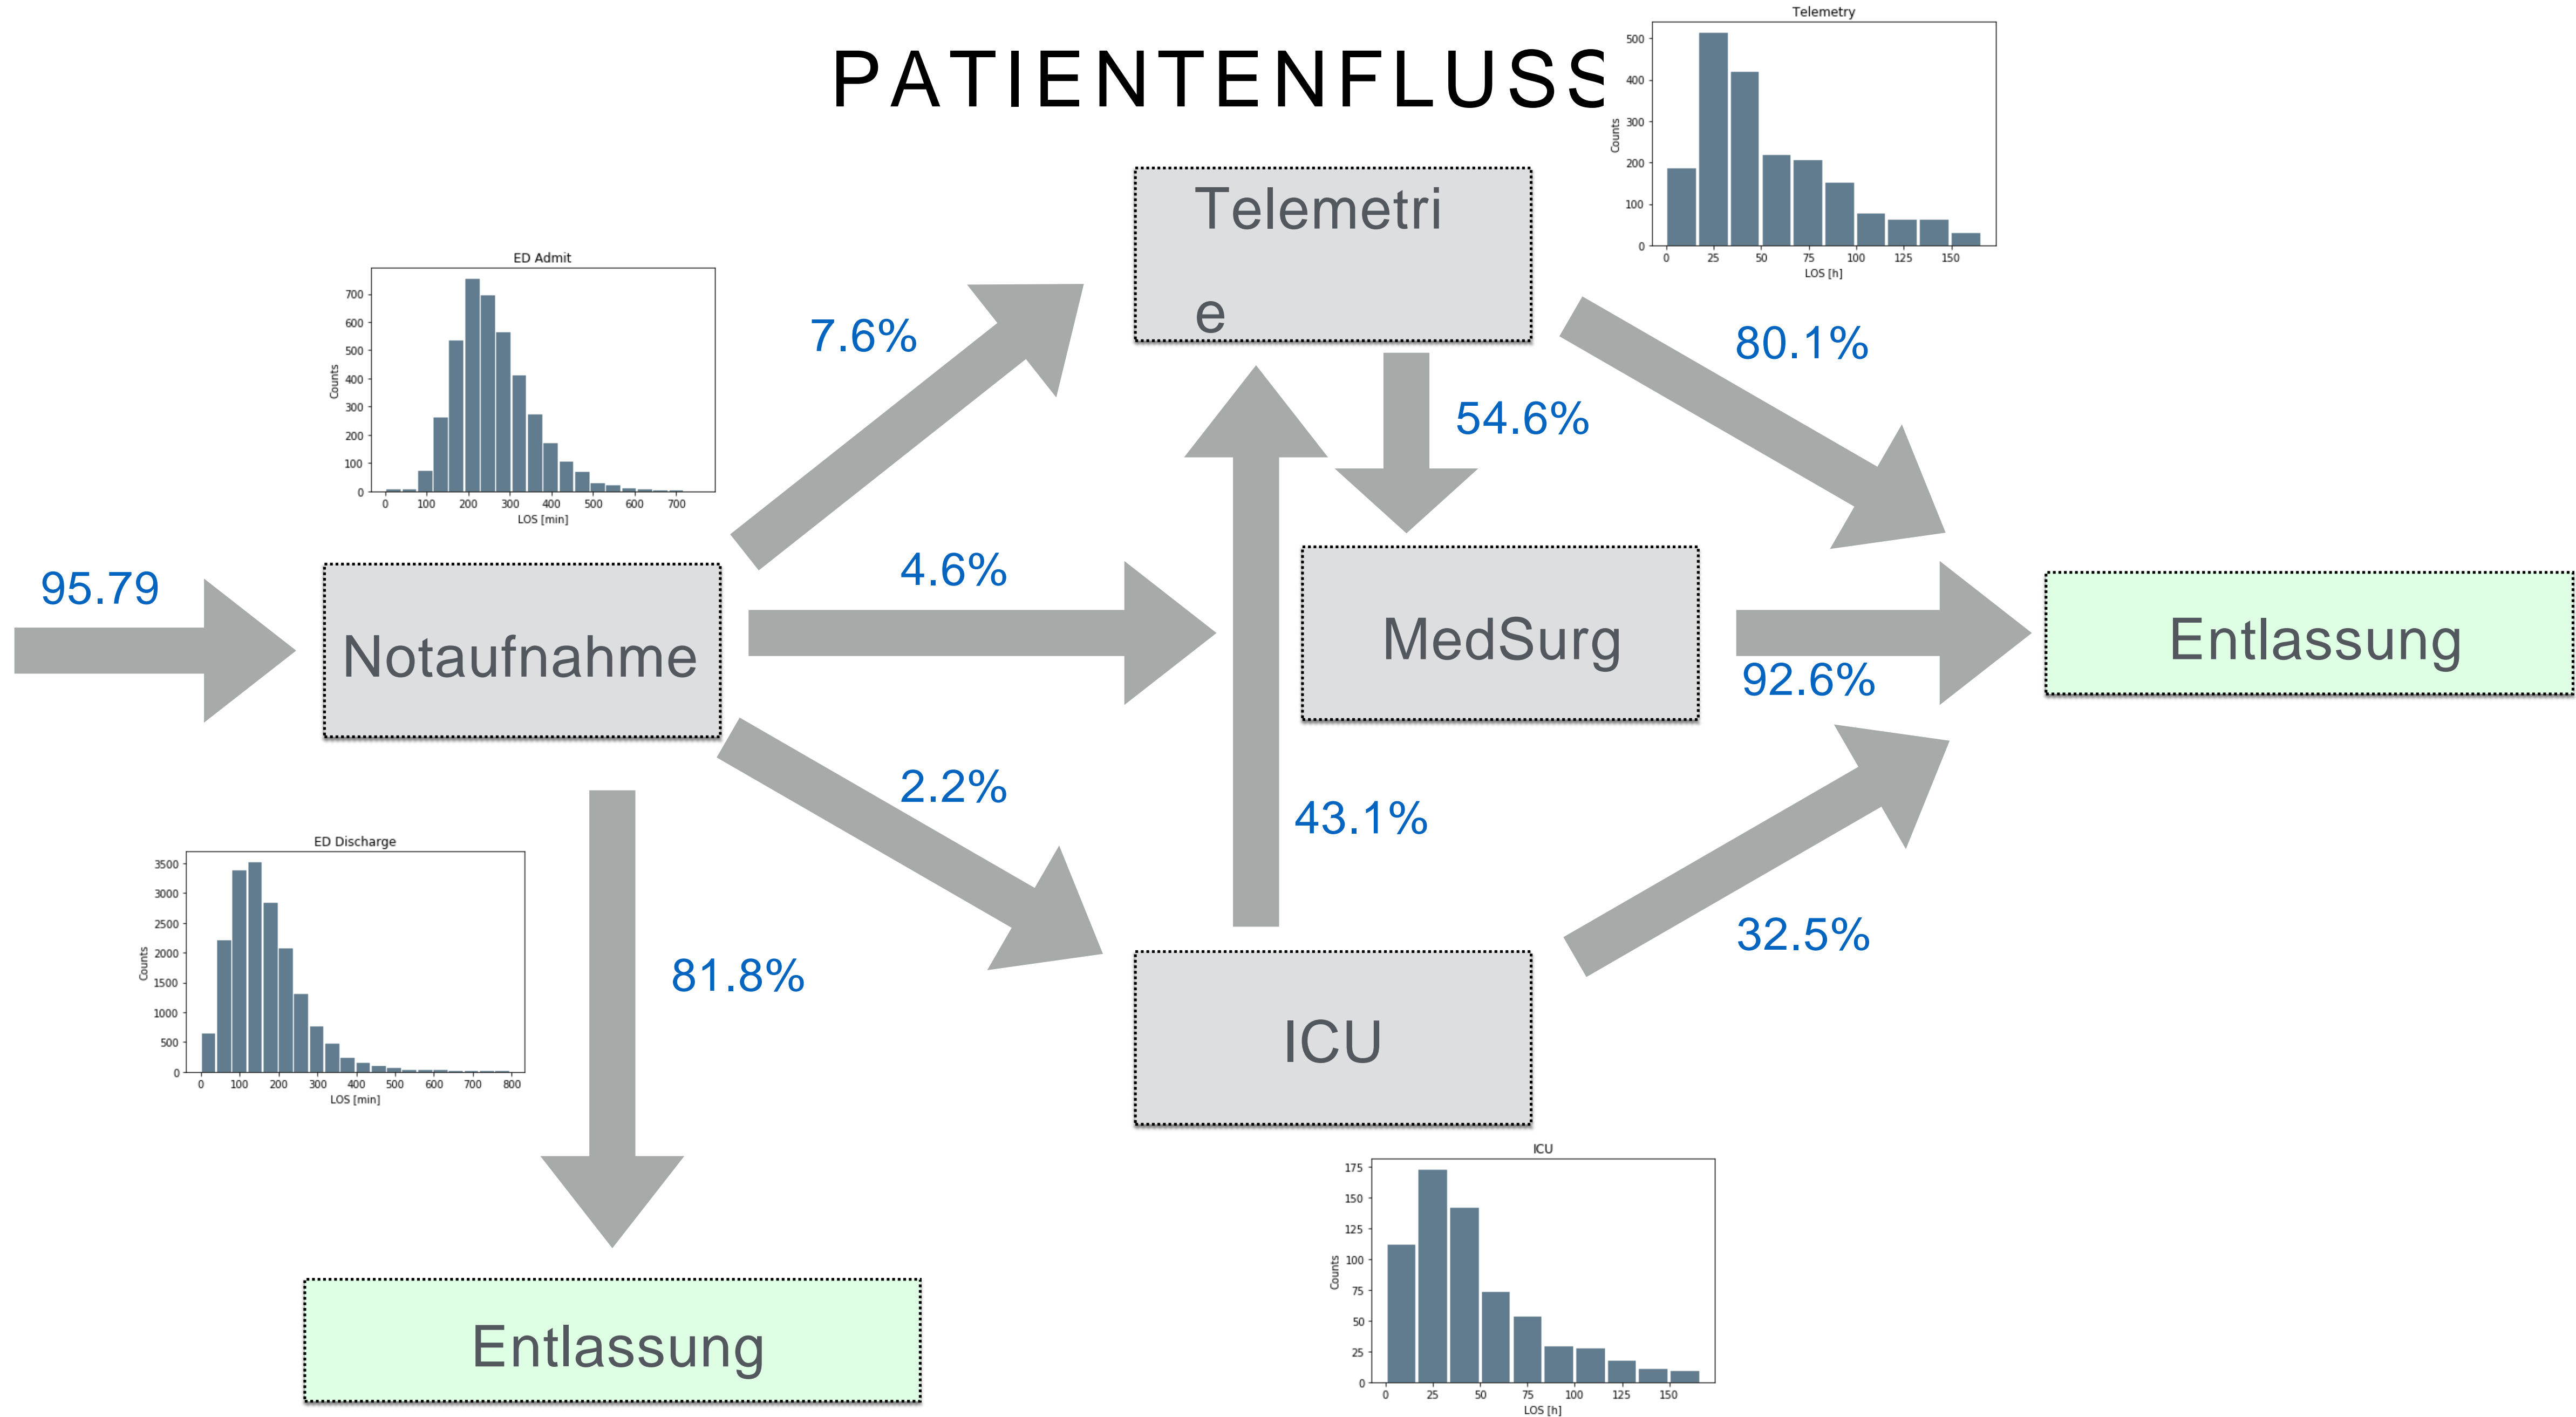 PATIENTENFLUSS
Telemetry
500
400
300
200
100
0
Counts
0 25 50 75 100 125 150
LOS [h]
Telemetri
e
ED Admit
700
600
500
400
300
200
100
0
Counts
0 100 200 300 400 500 600 700
LOS [min]
7.6%
80.1%
54.6%
95.79
4.6%
Notaufnahme
MedSurg
92.6%
Entlassung
2.2%
43.1%
32.5%
81.8%
ED Discharge
3500
3000
2500
2000
1500
1000
500
0
Counts
0 100 200 300 400 500 600 700 800
LOS [min]
ICU
ICU
175
150
125
100
75
50
25
0
Counts
0 25 50 75 100 125 150
LOS [h]
Entlassung